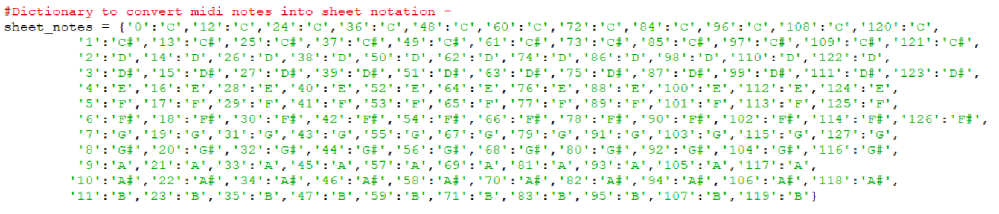 #Dictionary to convert midi notes into sheet notation -
sheet_notes = {'0':'C','12':'C','24':'C','36':'C','48':'C','60':'C','72':'C','84':'C','96':'C','108':'C','120':'C',
'1':'C#','13':'C#','25':'C#','37':'C#','49':'C#','61':'C#','73':'C#','85':'C#','97':'C#','109':'C#','121':'C#',
'2':'D','14':'D','26':'D','38':'D','50':'D','62':'D','74':'D','86':'D','98':'D','110':'D','122':'D',
'3':'D#','15':'D#','27':'D#','39':'D#','51':'D#','63':'D#','75':'D#','87':'D#','99':'D#','111':'D#','123':'D#',
'4':'E','16':'E','28':'E','40':'E','52':'E','64':'E','76':'E','88':'E','100':'E','112':'E','124':'E',
'5':'F','17':'F','29':'F','41':'F','53':'F','65':'F','77':'F','89':'F','101':'F','113':'F','125':'F',
'6':'F#','18':'F#','30':'F#','42':'F#','54':'F#','66':'F#','78':'F#','90':'F#','102':'F#','114':'F#','126':'F#',
'7':'G','19':'G','31':'G','43':'G','55':'G','67':'G','79':'G','91':'G','103':'G','115':'G','127':'G',
'8':'G#','20':'G#','32':'G#','44':'G#','56':'G#','68':'G#','80':'G#','92':'G#','104':'G#','116':'G#',
'9':'A','21':'A','33':'A','45':'A','57':'A','69':'A','81':'A','93':'A','105':'A','117':'A',
'10':'A#','22':'A#','34':'A#','46':'A#','58':'A#','70':'A#','82':'A#','94':'A#','106':'A#','118':'A#',
'11':'B','23':'B','35':'B','47':'B','59':'B','71':'B','83':'B','95':'B','107':'B','119':'B'}